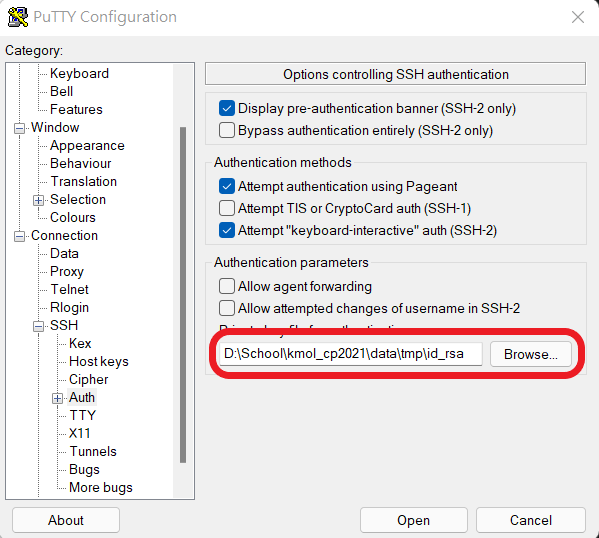 PuTTY Configuration
Category:
Keyboard
Bell
Features
Window
Appearance
Behaviour
Translation
Selection
Colours
Connection
Data
Proxy
Telnet
Rlogin
SSH
Kex
Host keys
Cipher
Auth
TTY
X11
Tunnels
Bugs
More bugs
Options controlling SSH authentication
Display pre-authentication banner (SSH-2 only)
Bypass authentication entirely (SSH-2 only)
Authentication methods
Attempt authentication using Pageant
Attempt TIS or CryptoCard auth (SSH-1)
Attempt "keyboard-interactive" auth (SSH-2)
Authentication parameters
Allow agent forwarding
Allow attempted changes of username in SSH-2
D:\School\kmol_cp2021\data\tmp\id_rsa
Browse...
About
Open
Cancel